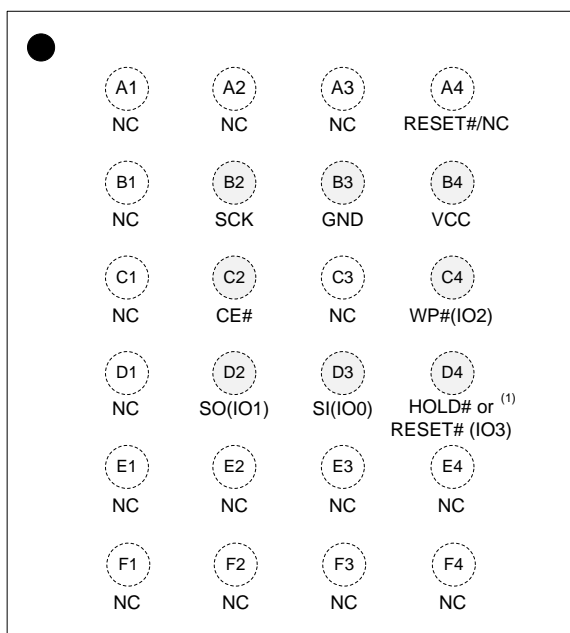 A1 A2 A3 A4
NC NC NC RESET#/NC
B1 B2 B3 B4
NC SCK GND VCC
C1 C2 C3 C4
NC CE# NC WP#(IO2)
D1 D2 D3 D4
NC SO(IO1) SI(IO0) HOLD# or (1)
RESET# (IO3)
E1 E2 E3 E4
NC NC NC NC
F1 F2 F3 F4
NC NC NC NC